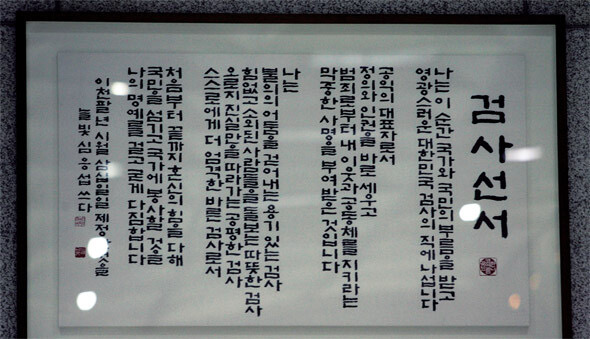 검사선서
나는 이 순간 국가와 국민의 부름을 받고
영광스러운 대한민국 검사의 직에 나섭니다
공익의 대표자로서
정의와 인권을 바로 세우고
범죄로부터 내 이웃과 공동체를 지키라는
막중한 사명을 부여받은 것입니다
나는
불의의 어둠을 걷어내는 용기 있는 검사
힘없고 소외된 사람들을 돌보는 따뜻한 검사
오로지 진실만을 따라가는 공평한 검사
스스로에게 더 엄격한 바른 검사로서
처음부터 끝까지 혼신의 힘을 다해
국민을 섬기고 국가에 봉사할 것을
나의 명예를 걸고 굳게 다짐합니다
이천팔년 시월 삼십일일 것을
늘빛 심응섭 쓰다